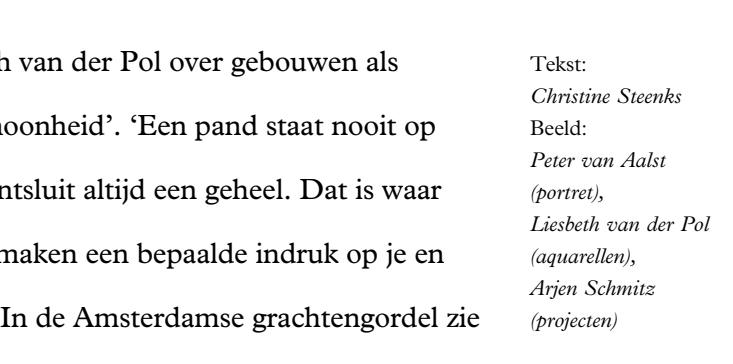 van der Pol over gebouwen als
‘Een pand staat nooit op
altijd een geheel. Dat is waar
maken een bepaalde indruk op je en
In de Amsterdamse grachtengordel zie
Tekst:
Christine Steenks
Beeld:
Peter van Aalst
(portret),
Liesbeth van der Pol
(aquarellen),
Arjen Schmitz
(projecten)